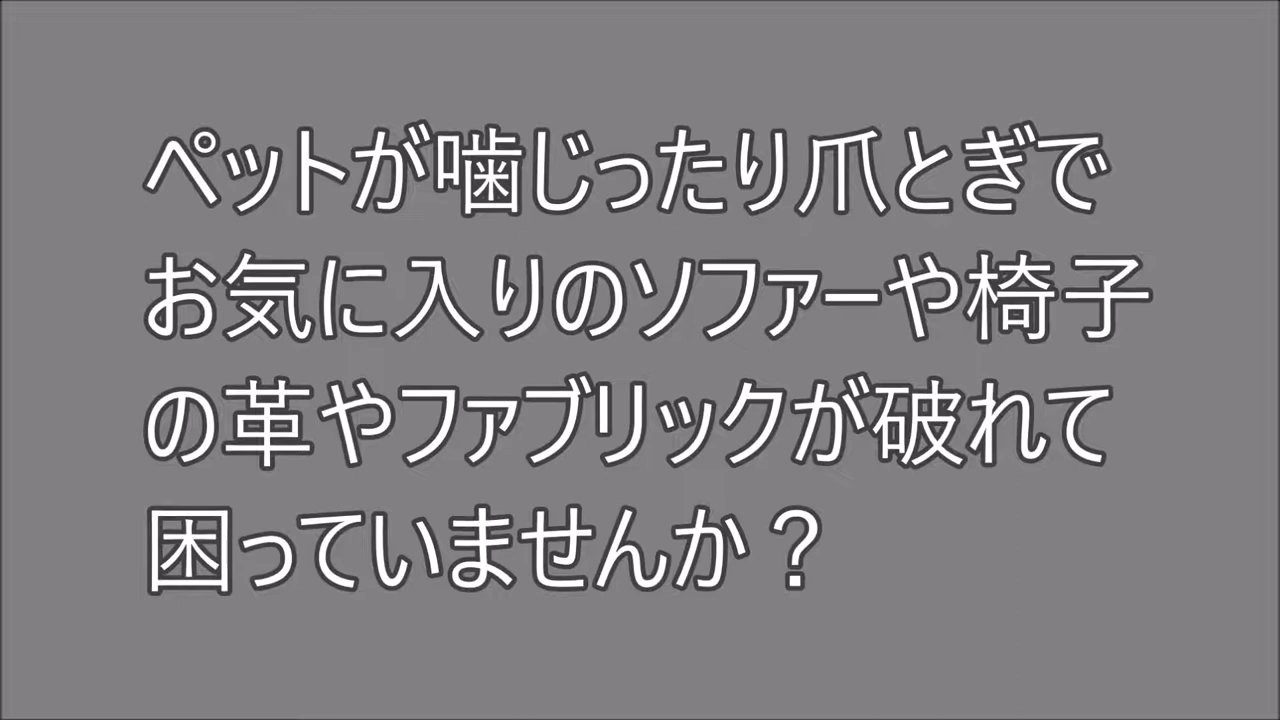 ペットが噛じったり爪とぎで
お気に入りのソファーや椅子
の革やファブリックが破れて
困っていませんか？